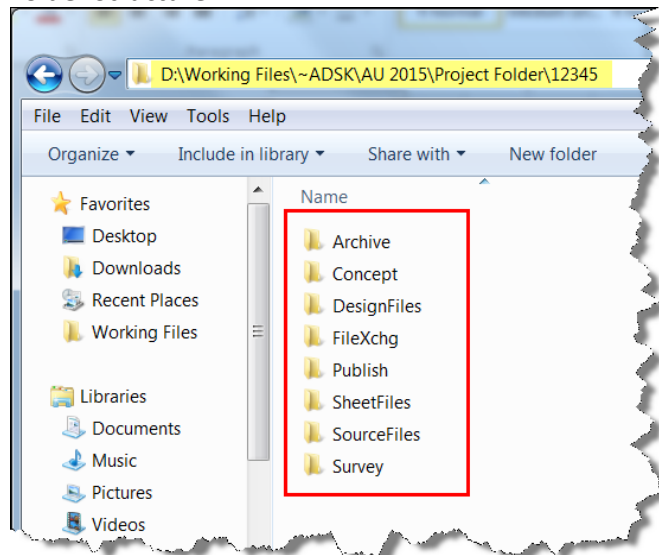 D:\Working Files\~ADSK\AU 2015\Project Folder\12345
File Edit View Tools Help
Organize Include in library Share with New folder
Favorites
Desktop
Downloads
Recent Places
Working Files
Libraries
Documents
Music
Pictures
Videos
Name
Archive
Concept
DesignFiles
FileXchg
Publish
SheetFiles
SourceFiles
Survey